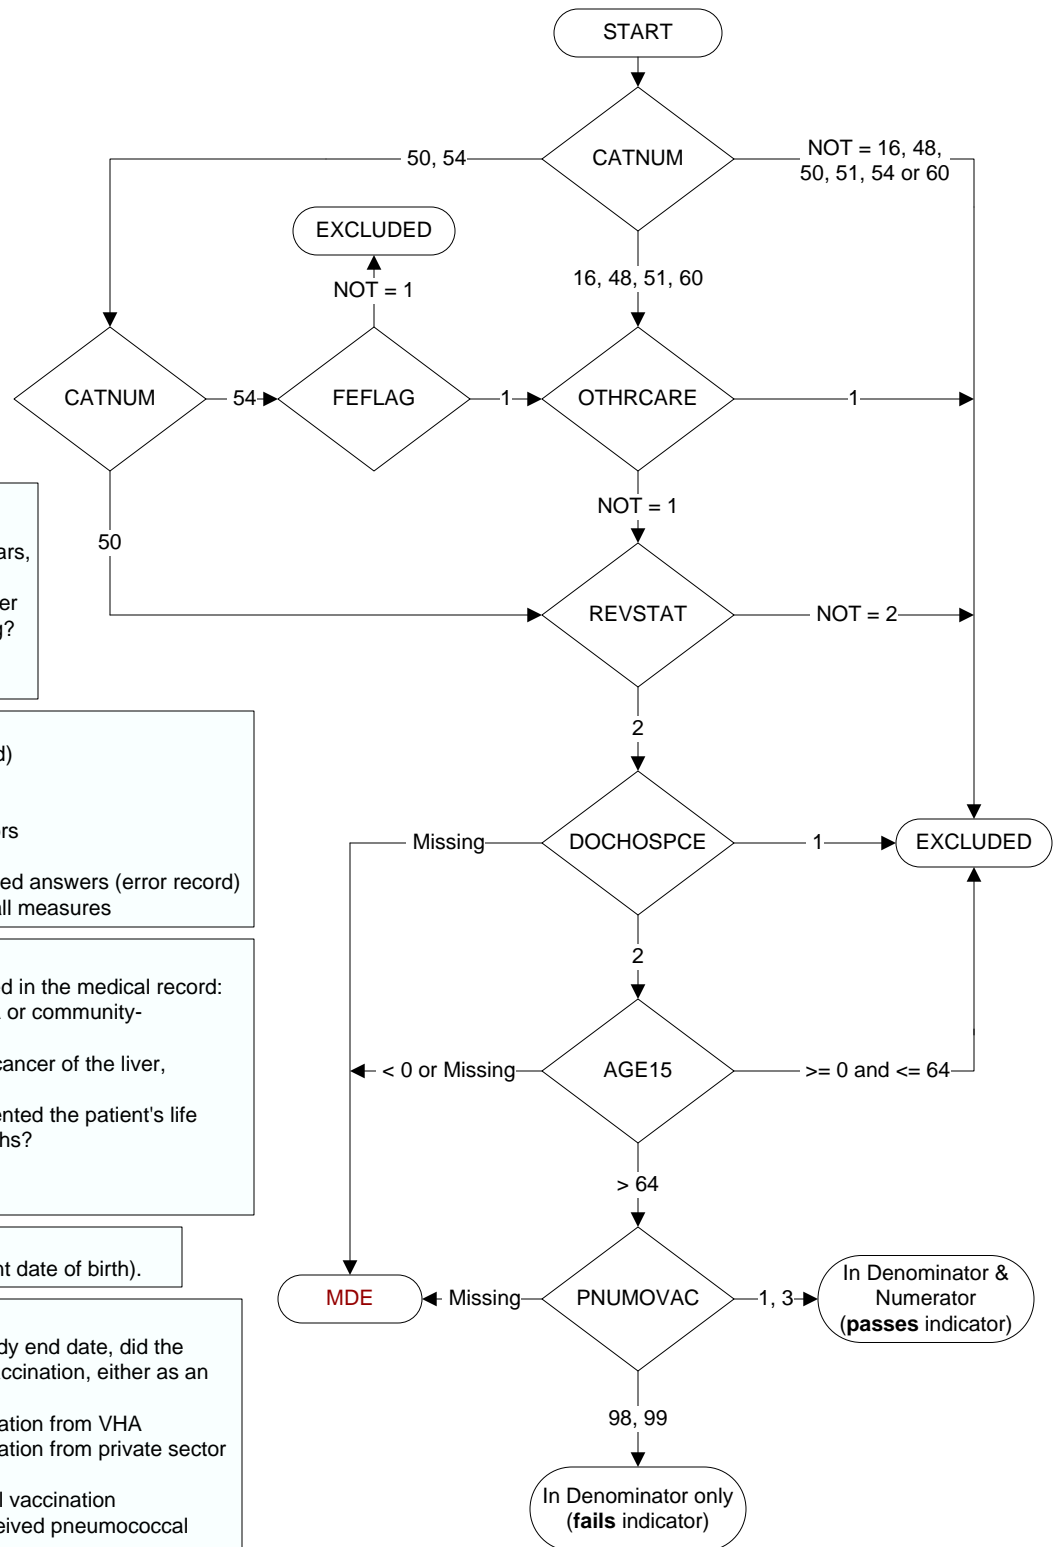 START
CATNUM
50, 54
NOT = 16, 48,
50, 51, 54 or 60
EXCLUDED
NOT = 1
16, 48, 51, 60
CATNUM
54
FEFLAG
1
OTHRCARE
1
50
NOT = 1
REVSTAT
NOT = 2
2
Missing
DOCHOSPCE
1
EXCLUDED
2
< 0 or Missing
AGE15
>= 0 and <= 64
> 64
MDE
Missing
PNUMOVAC
1, 3
In Denominator &
Numerator
(passes indicator)
98, 99
In Denominator only
(fails indicator)
ed answers (error record)
all measures
ed in the medical record:
or community-
cancer of the liver,
ented the patient's life
hs?
nt date of birth).
dy end date, did the
accination, either as an
ation from VHA
ation from private sector
l vaccination
eived pneumococcal